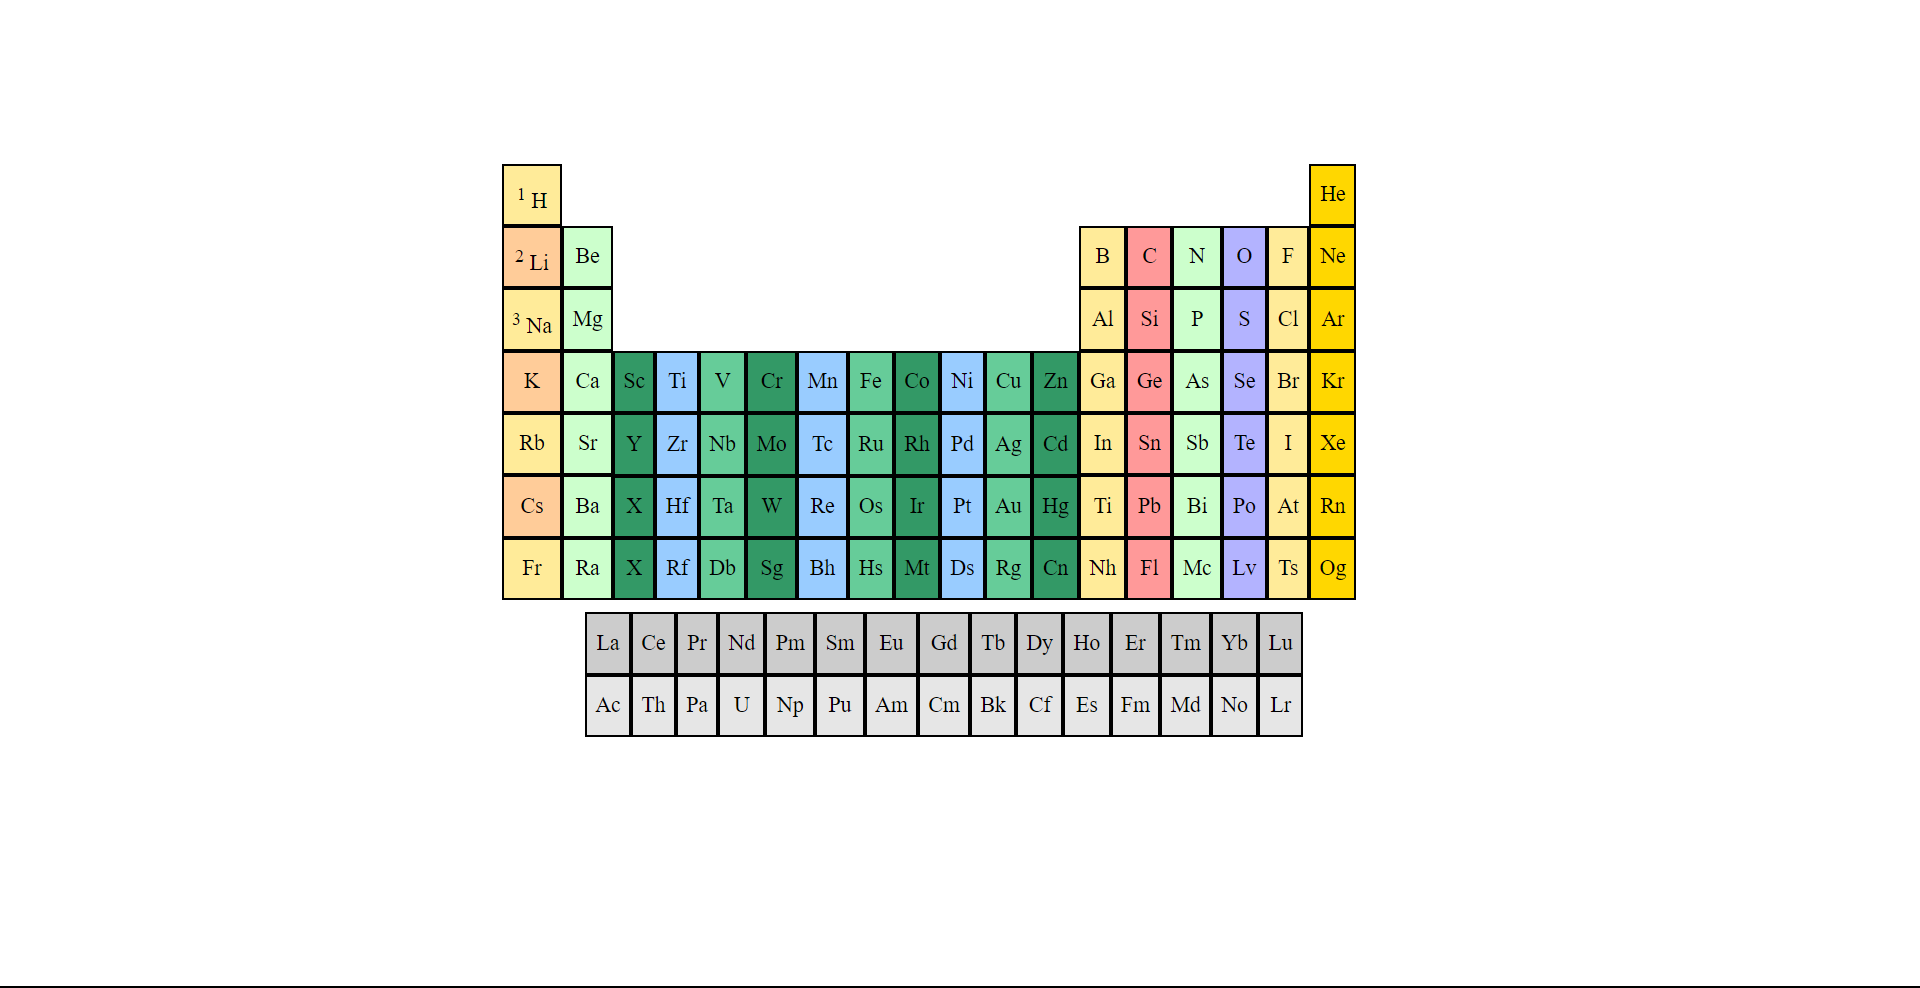 ¹ H He
² Li Be B C N O F Ne
³ Na Mg Al Si P S Cl Ar
K Ca Sc Ti V Cr Mn Fe Co Ni Cu Zn Ga Ge As Se Br Kr
Rb Sr Y Zr Nb Mo Tc Ru Rh Pd Ag Cd In Sn Sb Te I Xe
Cs Ba X Hf Ta W Re Os Ir Pt Au Hg Ti Pb Bi Po At Rn
Fr Ra X Rf Db Sg Bh Hs Mt Ds Rg Cn Nh Fl Mc Lv Ts Og
La Ce Pr Nd Pm Sm Eu Gd Tb Dy Ho Er Tm Yb Lu
Ac Th Pa U Np Pu Am Cm Bk Cf Es Fm Md No Lr